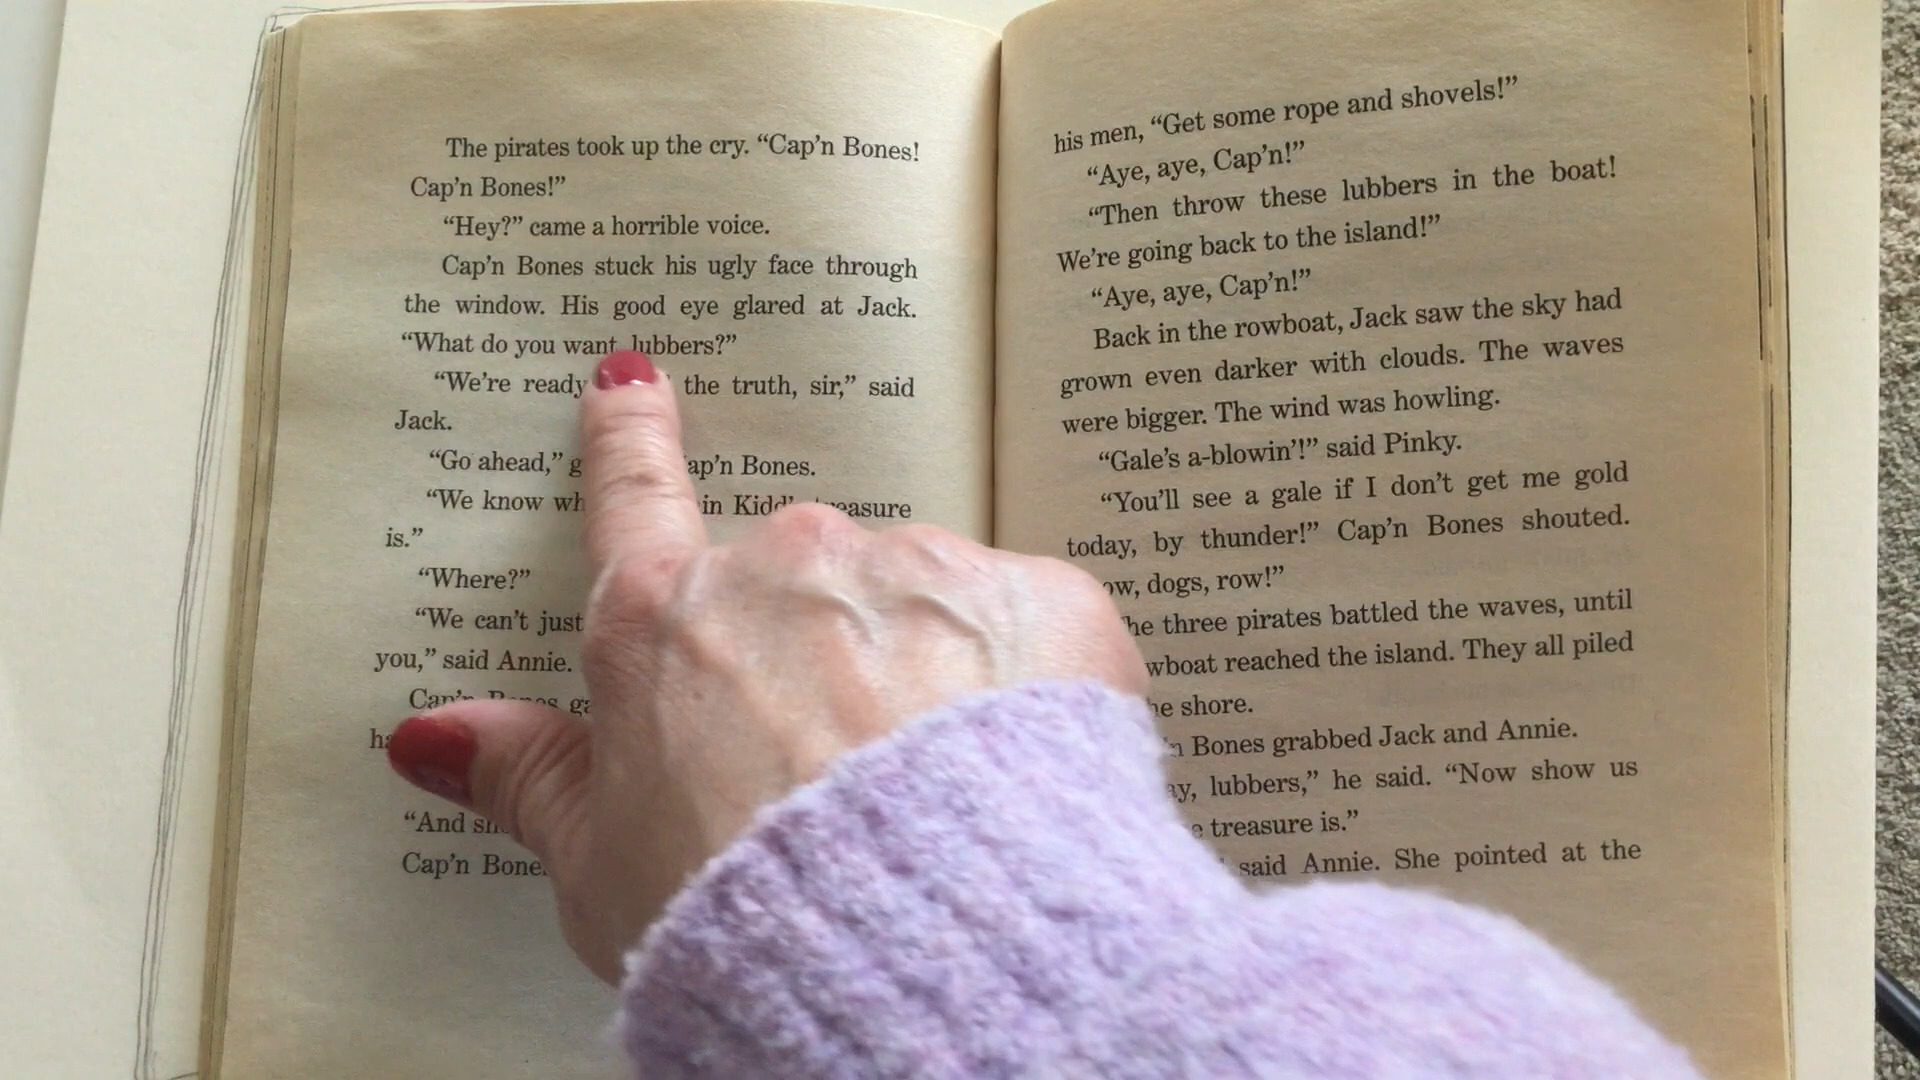 The pirates took up the cry. “Cap’n Bones!
Cap’n Bones!”
“Hey?” came a horrible voice.
Cap’n Bones stuck his ugly face through
the window. His good eye glared at Jack.
“What do you want, lubbers?”
“We’re ready the truth, sir,” said
Jack.
“Go ahead,” Cap’n Bones.
“We know Kidd’s treasure
is.”
“Where?”
“We can’t just
you,” said Annie.
Cap’n Bones
“And
Cap’n Bones
his men, “Get some rope and shovels!”
“Aye, aye, Cap’n!”
“Then throw these lubbers in the boat!
We’re going back to the island!”
“Aye, aye, Cap’n!”
Back in the rowboat, Jack saw the sky had
grown even darker with clouds. The waves
were bigger. The wind was howling.
“Gale’s a-blowin’!” said Pinky.
“You’ll see a gale if I don’t get me gold
today, by thunder!” Cap’n Bones shouted.
dogs, row!”
The three pirates battled the waves, until
reached the island. They all piled
shore.
Bones grabbed Jack and Annie.
lubbers,” he said. “Now show us
treasure is.”
said Annie. She pointed at the